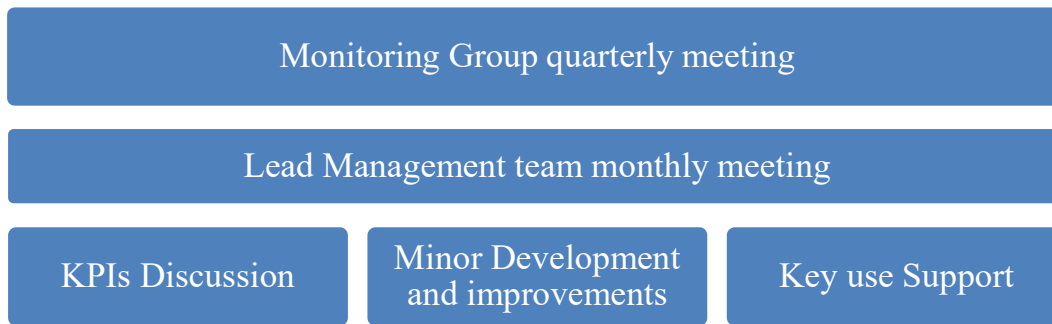 Monitoring Group quarterly meeting
Lead Management team monthly meeting
KPIs Discussion
Minor Development
and improvements
Key use Support